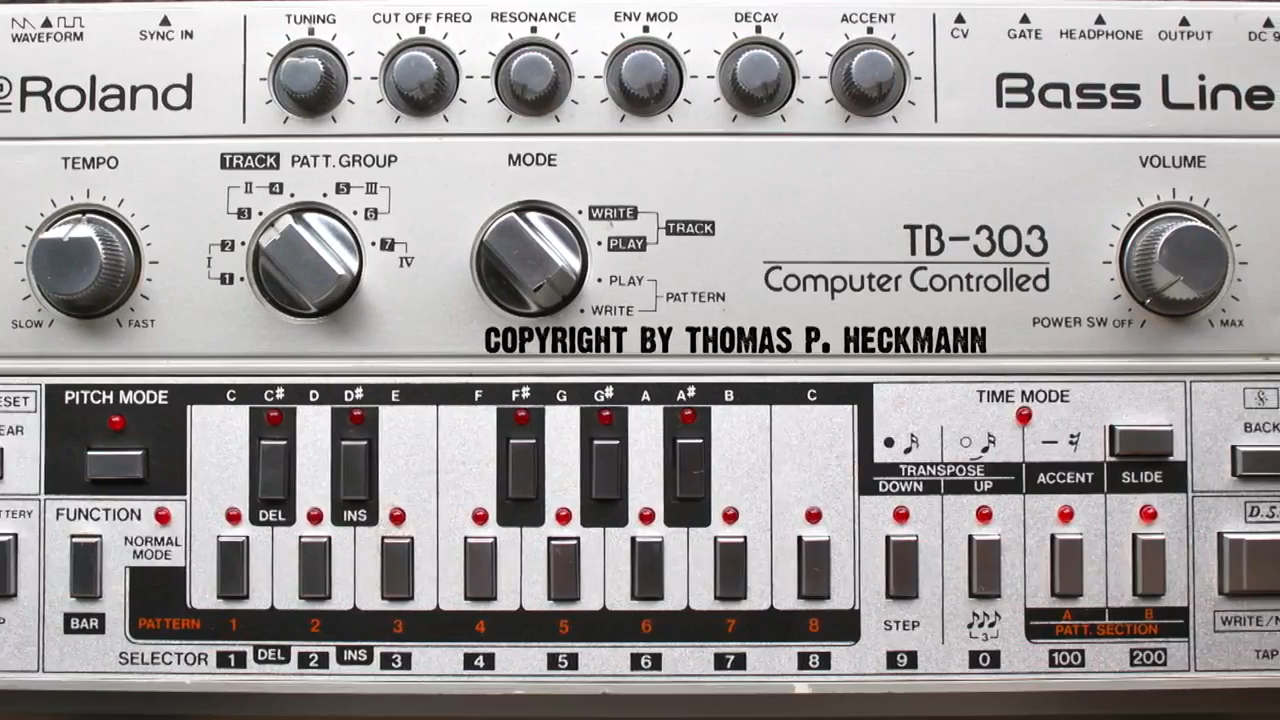 WAVEFORM
SYNC IN
TUNING
CUT OFF FREQ
RESONANCE
ENV MOD
DECAY
ACCENT
CV
GATE
HEADPHONE
OUTPUT
DC 9
Roland
Bass Line
TEMPO
TRACK PATT. GROUP
MODE
VOLUME
II 4 5 III
3 6
2 7
I IV
1
SLOW FAST
WRITE
PLAY
TRACK
PLAY
WRITE
PATTERN
TB-303
Computer Controlled
POWER SW OFF MAX
COPYRIGHT BY THOMAS P. HECKMANN
ESET
EAR
TTERY
P
PITCH MODE
C C# D D# E F F# G G# A A# B C
TIME MODE
BACK
TRANSPOSE
DOWN UP
ACCENT
SLIDE
FUNCTION
DEL INS
NORMAL
MODE
D.S.
BAR
PATTERN 1 2 3 4 5 6 7 8
STEP
3
A B
PATT. SECTION
WRITE/N
SELECTOR 1 DEL 2 INS 3 4 5 6 7 8 9 0 100 200
TAP